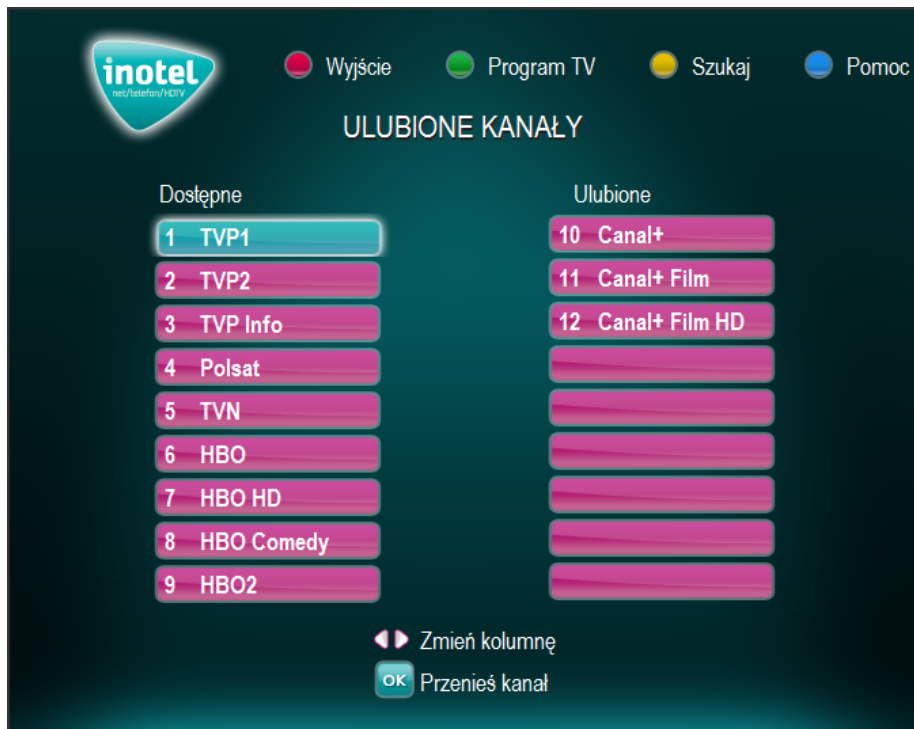 inotel
net/telefon/HDTV
Wyjście
Program TV
Szukaj
Pomoc
ULUBIONE KANAŁY
Dostępne
1 TVP1
2 TVP2
3 TVP Info
4 Polsat
5 TVN
6 HBO
7 HBO HD
8 HBO Comedy
9 HBO2
Ulubione
10 Canal+
11 Canal+ Film
12 Canal+ Film HD
Zmień kolumnę
OK Przenieś kanał